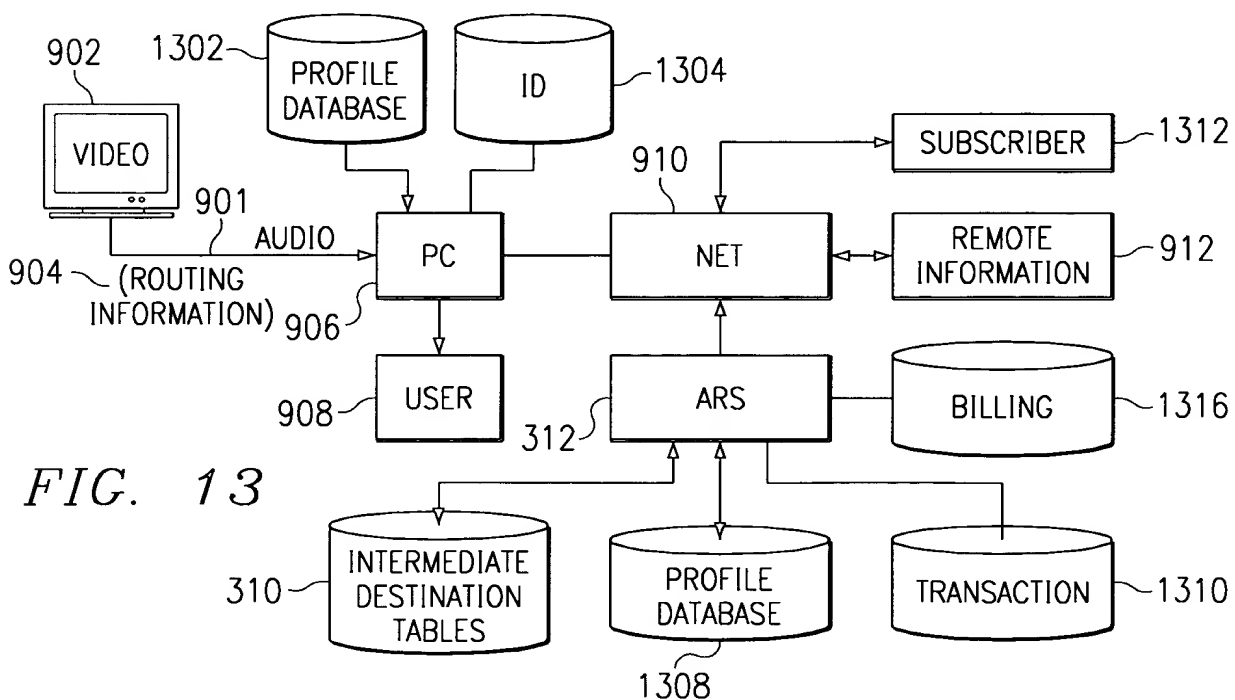 1302
902
PROFILE
DATABASE
ID
1304
VIDEO
910
SUBSCRIBER
1312
901
AUDIO
PC
NET
REMOTE
INFORMATION
912
904
(ROUTING
INFORMATION)
906
USER
908
ARS
312
BILLING
1316
FIG. 13
INTERMEDIATE
DESTINATION
TABLES
310
PROFILE
DATABASE
1308
TRANSACTION
1310